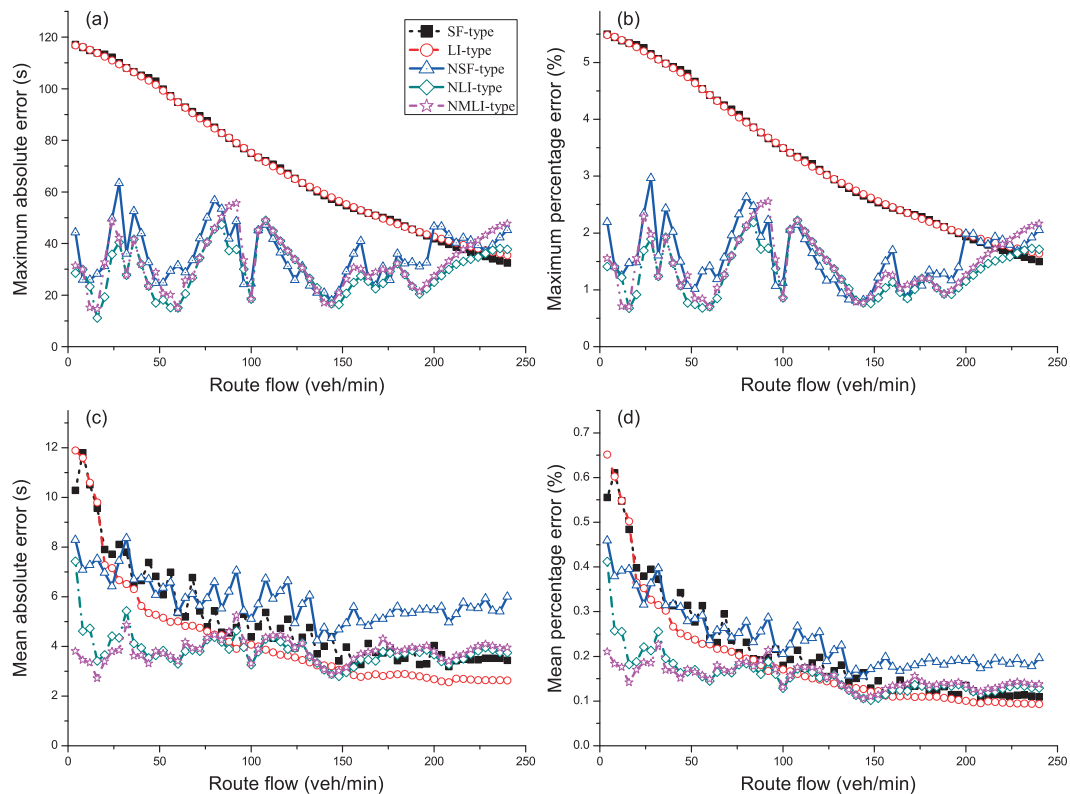 (a)
120
100
80
60
40
20
0
Maximum absolute error (s)
0 50 100 150 200 250
Route flow (veh/min)
SF-type
LI-type
NSF-type
NLI-type
NMLI-type
(b)
5
4
3
2
1
0
Maximum percentage error (%)
0 50 100 150 200 250
Route flow (veh/min)
(c)
12
10
8
6
4
2
0
Mean absolute error (s)
0 50 100 150 200 250
Route flow (veh/min)
(d)
0.7
0.6
0.5
0.4
0.3
0.2
0.1
0.0
Mean percentage error (%)
0 50 100 150 200 250
Route flow (veh/min)